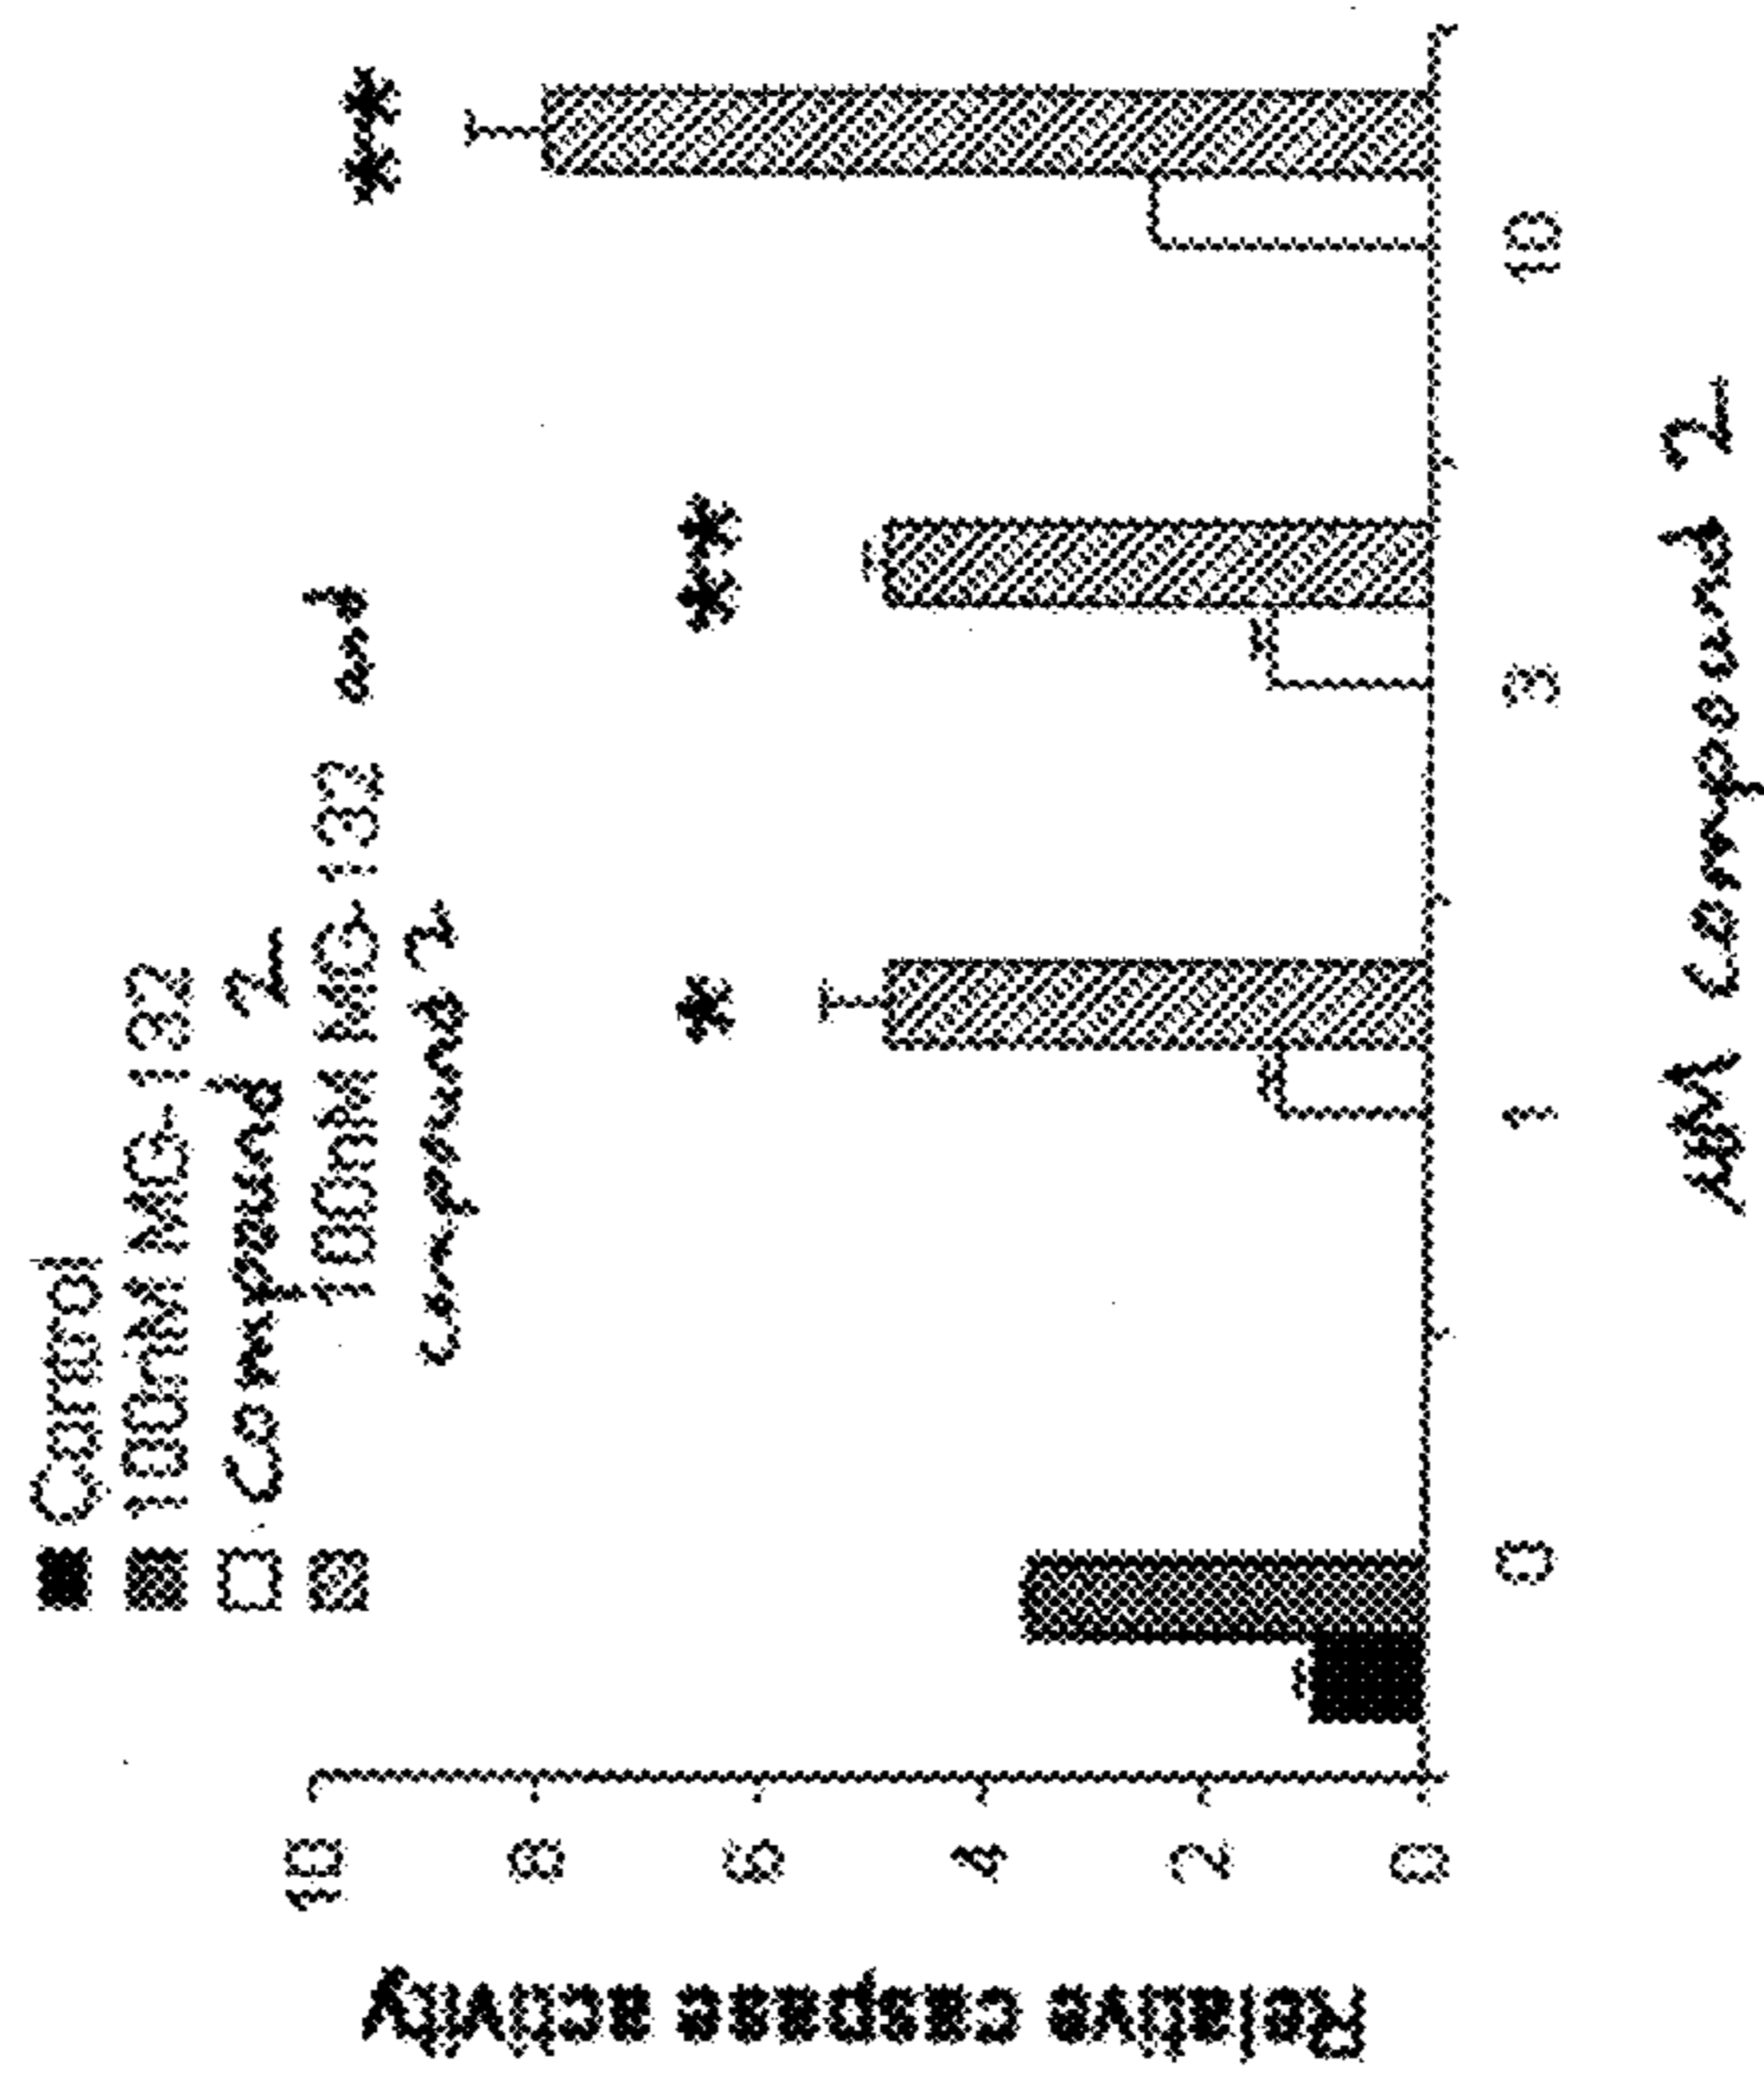 Control
100nM MG-132
Compound 2
100nM MG-132 and
compound 2
**
*
**
10
8
6
4
2
0
Relative caspase activity
0 1 3 10
µM Compound 2